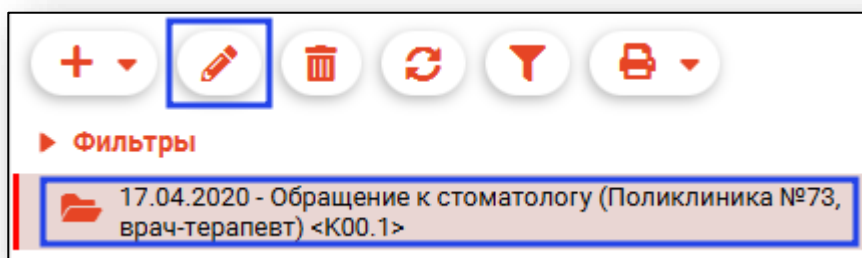 Фильтры
17.04.2020 - Обращение к стоматологу (Поликлиника №73,
врач-терапевт) <K00.1>